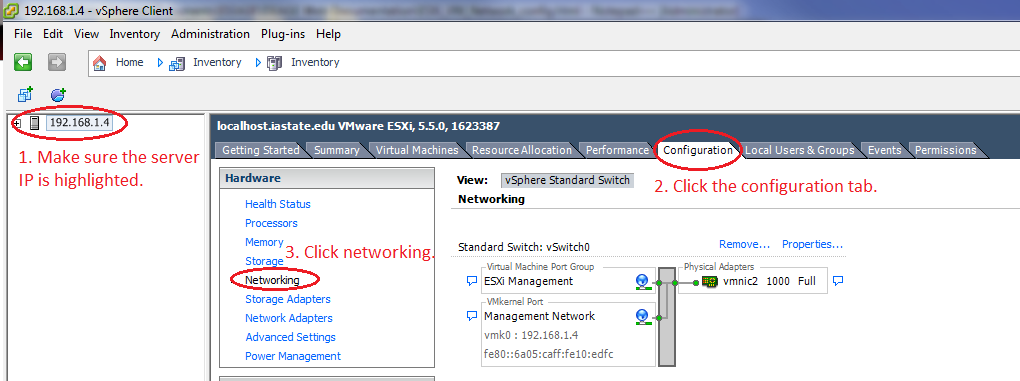 192.168.1.4 - vSphere Client
File Edit View Inventory Administration Plug-ins Help
Home Inventory Inventory
192.168.1.4
1. Make sure the server
IP is highlighted.
localhost.iastate.edu VMware ESXi, 5.5.0, 1623387
Getting Started Summary Virtual Machines Resource Allocation Performance Configuration Local Users & Groups Events Permissions
2. Click the configuration tab.
Hardware
Health Status
Processors
Memory
Storage
Networking
Storage Adapters
Network Adapters
Advanced Settings
Power Management
3. Click networking.
View: vSphere Standard Switch
Networking
Standard Switch: vSwitch0 Remove... Properties...
Virtual Machine Port Group
ESXi Management
VMkernel Port
Management Network
vmk0 : 192.168.1.4
fe80::6a05:caff:fe10:edfc
Physical Adapters
vmnic2 1000 Full